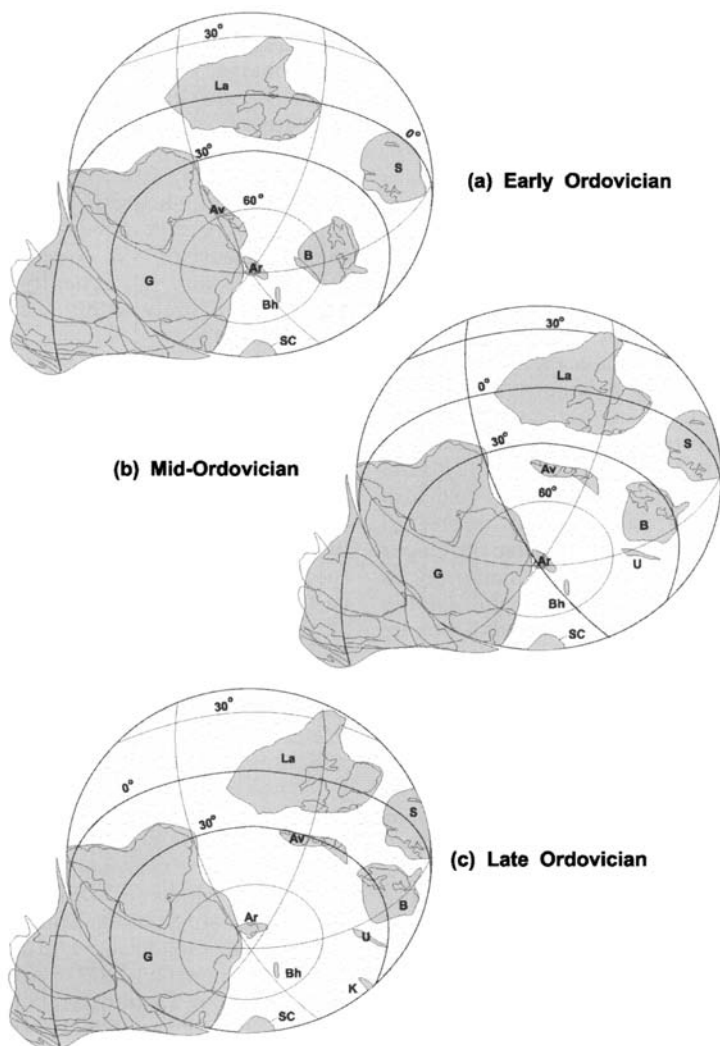 30°
La
0°
S
30°
(a) Early Ordovician
Av
60°
B
G
Ar
Bh
SC
30°
La
0°
S
30°
(b) Mid-Ordovician
Av
60°
B
U
G
Ar
Bh
SC
30°
La
0°
S
30°
Av
(c) Late Ordovician
B
Ar
U
G
Bh
K
SC